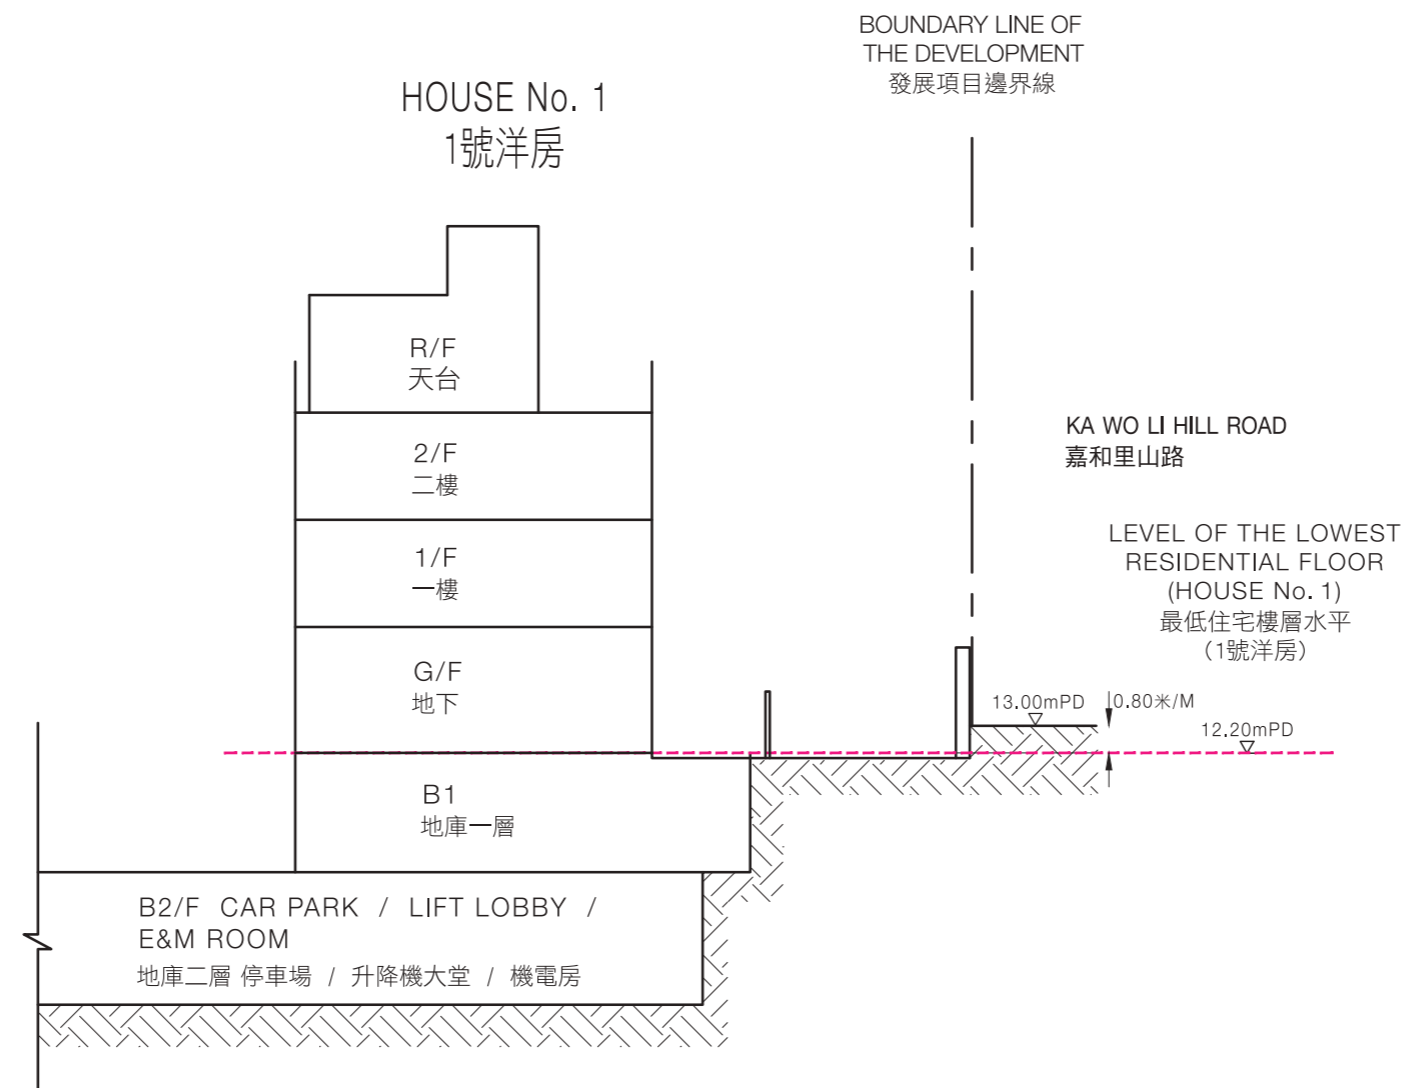 BOUNDARY LINE OF
THE DEVELOPMENT
發展項目邊界線
HOUSE No. 1
1號洋房
R/F
天台
2/F
二樓
1/F
一樓
G/F
地下
B1
地庫一層
B2/F CAR PARK / LIFT LOBBY /
E&M ROOM
地庫二層 停車場 / 升降機大堂 / 機電房
KA WO LI HILL ROAD
嘉和里山路
LEVEL OF THE LOWEST
RESIDENTIAL FLOOR
(HOUSE No. 1)
最低住宅樓層水平
(1號洋房)
13.00mPD
0.80米/M
12.20mPD